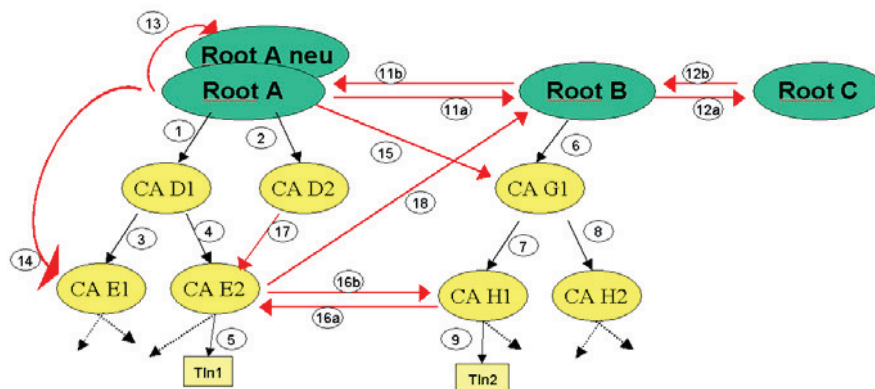 13
Root A neu
Root A
11b
11a
Root B
12b
12a
Root C
1
2
15
6
CA D1
CA D2
CA G1
18
3
4
17
7
8
14
CA E1
CA E2
16b
16a
CA H1
CA H2
5
9
Tln1
Tln2